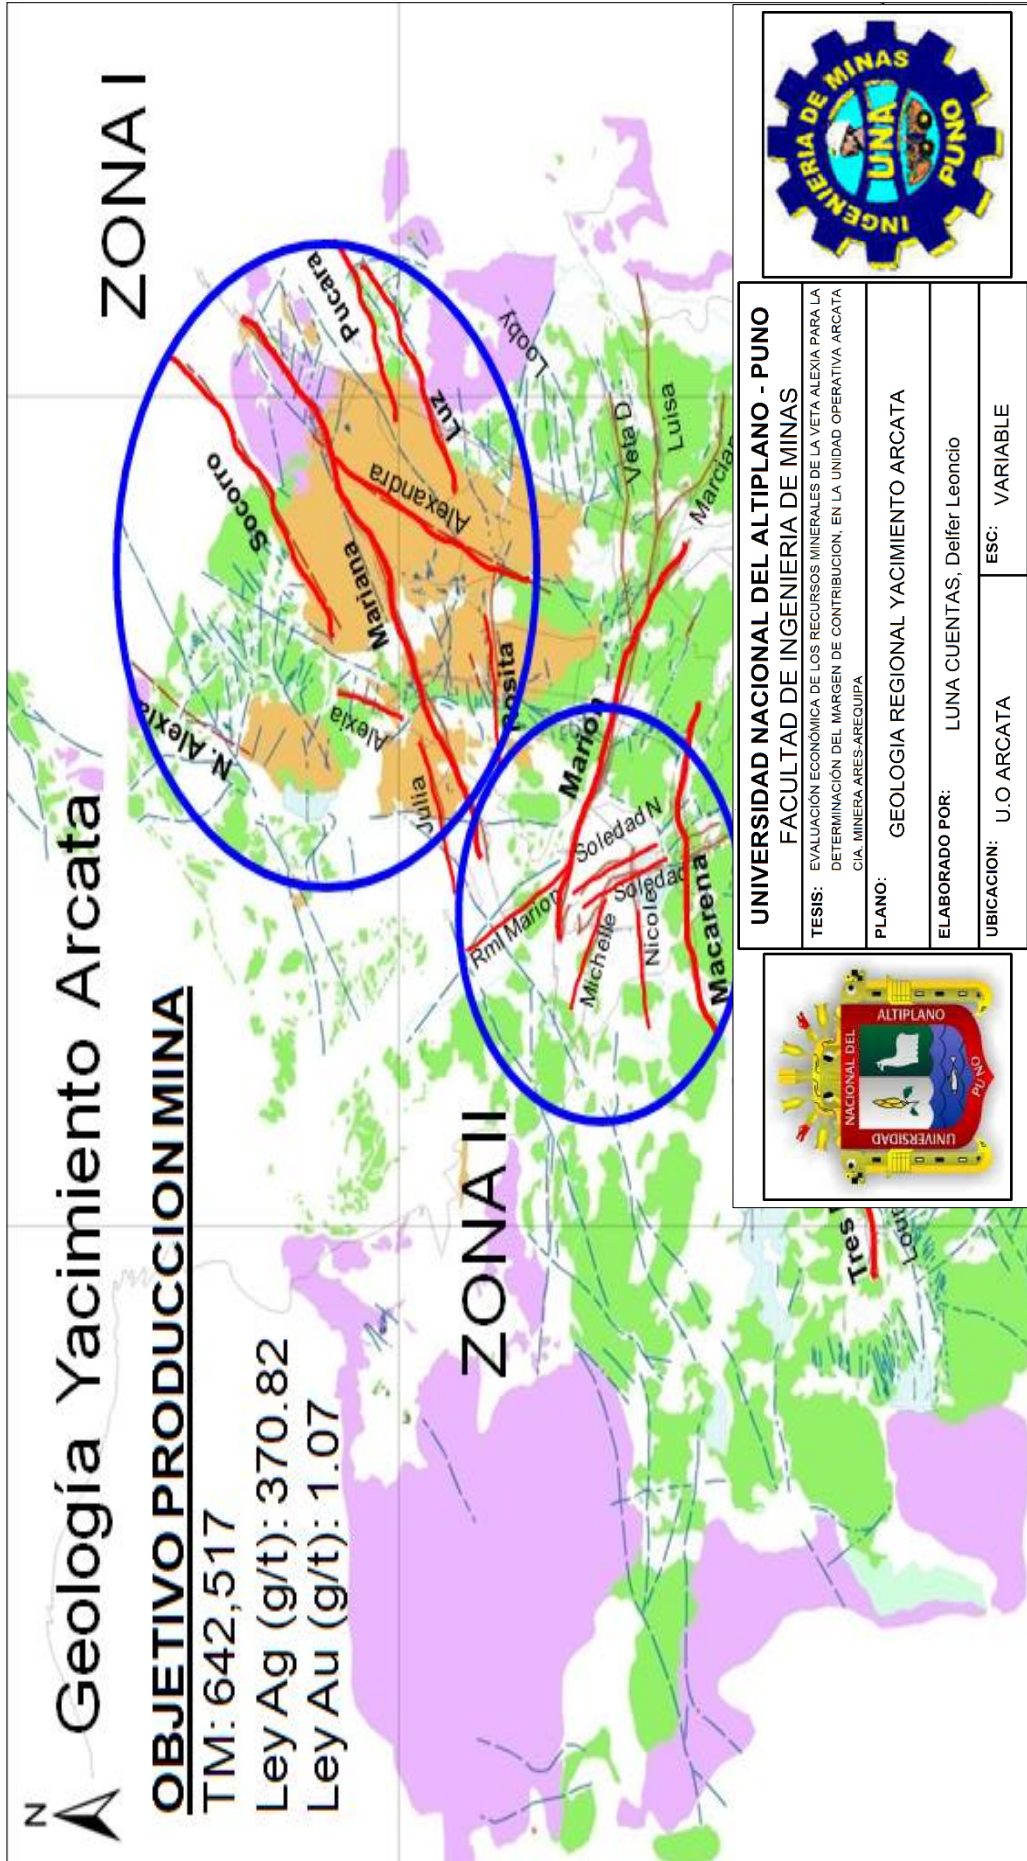 N
Geología Yacimiento Arcata
OBJETIVO PRODUCCION MINA
TM: 642,517
Ley Ag (g/t): 370.82
Ley Au (g/t): 1.07
ZONA I
ZONA II
N. Alexia
Socorro
Pucara
Mariana
Alexia
Alexandra
Luz
Julia
Rosita
Looby
Marion
Veta D.
Luisa
Marcian
Rml Marion
Soledad N
Soledad
Michelle
Nicole
Macarena
Tres
UNIVERSIDAD NACIONAL DEL ALTIPLANO - PUNO
FACULTAD DE INGENIERIA DE MINAS
TESIS: EVALUACIÓN ECONÓMICA DE LOS RECURSOS MINERALES DE LA VETA ALEXIA PARA LA
DETERMINACIÓN DEL MARGEN DE CONTRIBUCION, EN LA UNIDAD OPERATIVA ARCATA
CIA. MINERA ARES-AREQUIPA
PLANO: GEOLOGIA REGIONAL YACIMIENTO ARCATA
ELABORADO POR: LUNA CUENTAS, Delfer Leoncio
UBICACION: U.O ARCATA
ESC: VARIABLE
UNIVERSIDAD NACIONAL DEL ALTIPLANO
PUNO
INGENIERIA DE MINAS
UNA
PUNO